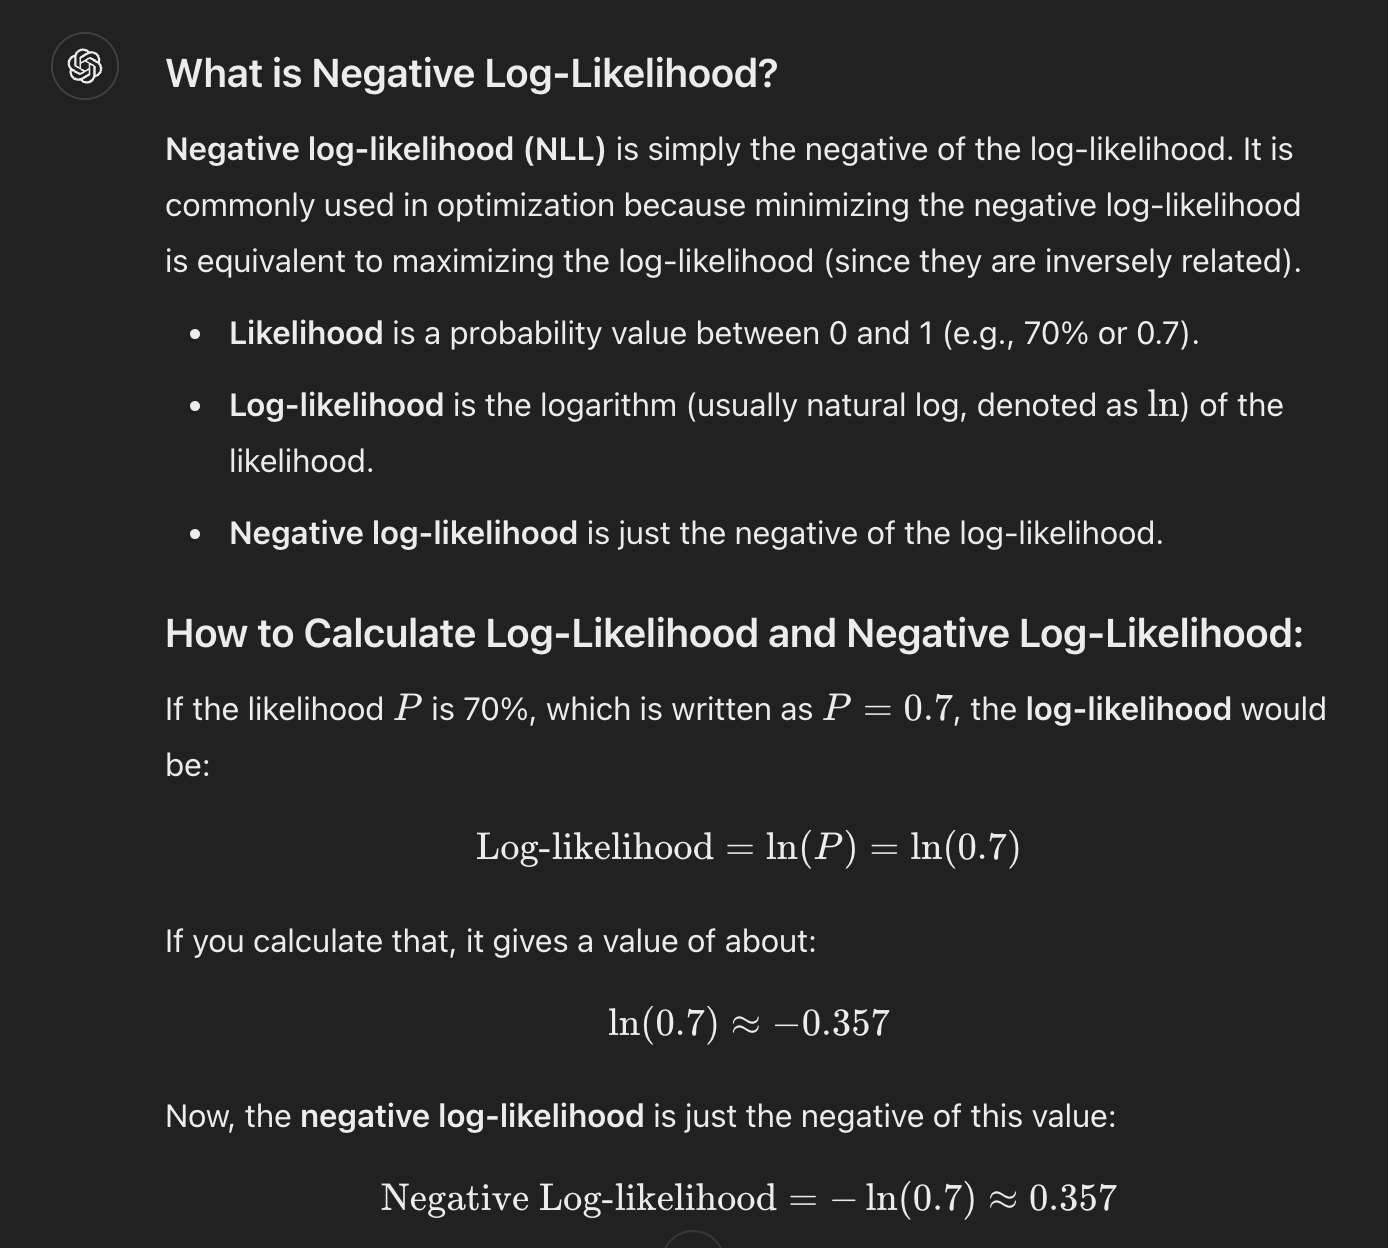 What is Negative Log-Likelihood?
Negative log-likelihood (NLL) is simply the negative of the log-likelihood. It is
commonly used in optimization because minimizing the negative log-likelihood
is equivalent to maximizing the log-likelihood (since they are inversely related).
• Likelihood is a probability value between 0 and 1 (e.g., 70% or 0.7).
• Log-likelihood is the logarithm (usually natural log, denoted as ln) of the
likelihood.
• Negative log-likelihood is just the negative of the log-likelihood.
How to Calculate Log-Likelihood and Negative Log-Likelihood:
If the likelihood P is 70%, which is written as P = 0.7, the log-likelihood would
be:
Log-likelihood = ln(P) = ln(0.7)
If you calculate that, it gives a value of about:
ln(0.7) ≈ −0.357
Now, the negative log-likelihood is just the negative of this value:
Negative Log-likelihood = − ln(0.7) ≈ 0.357